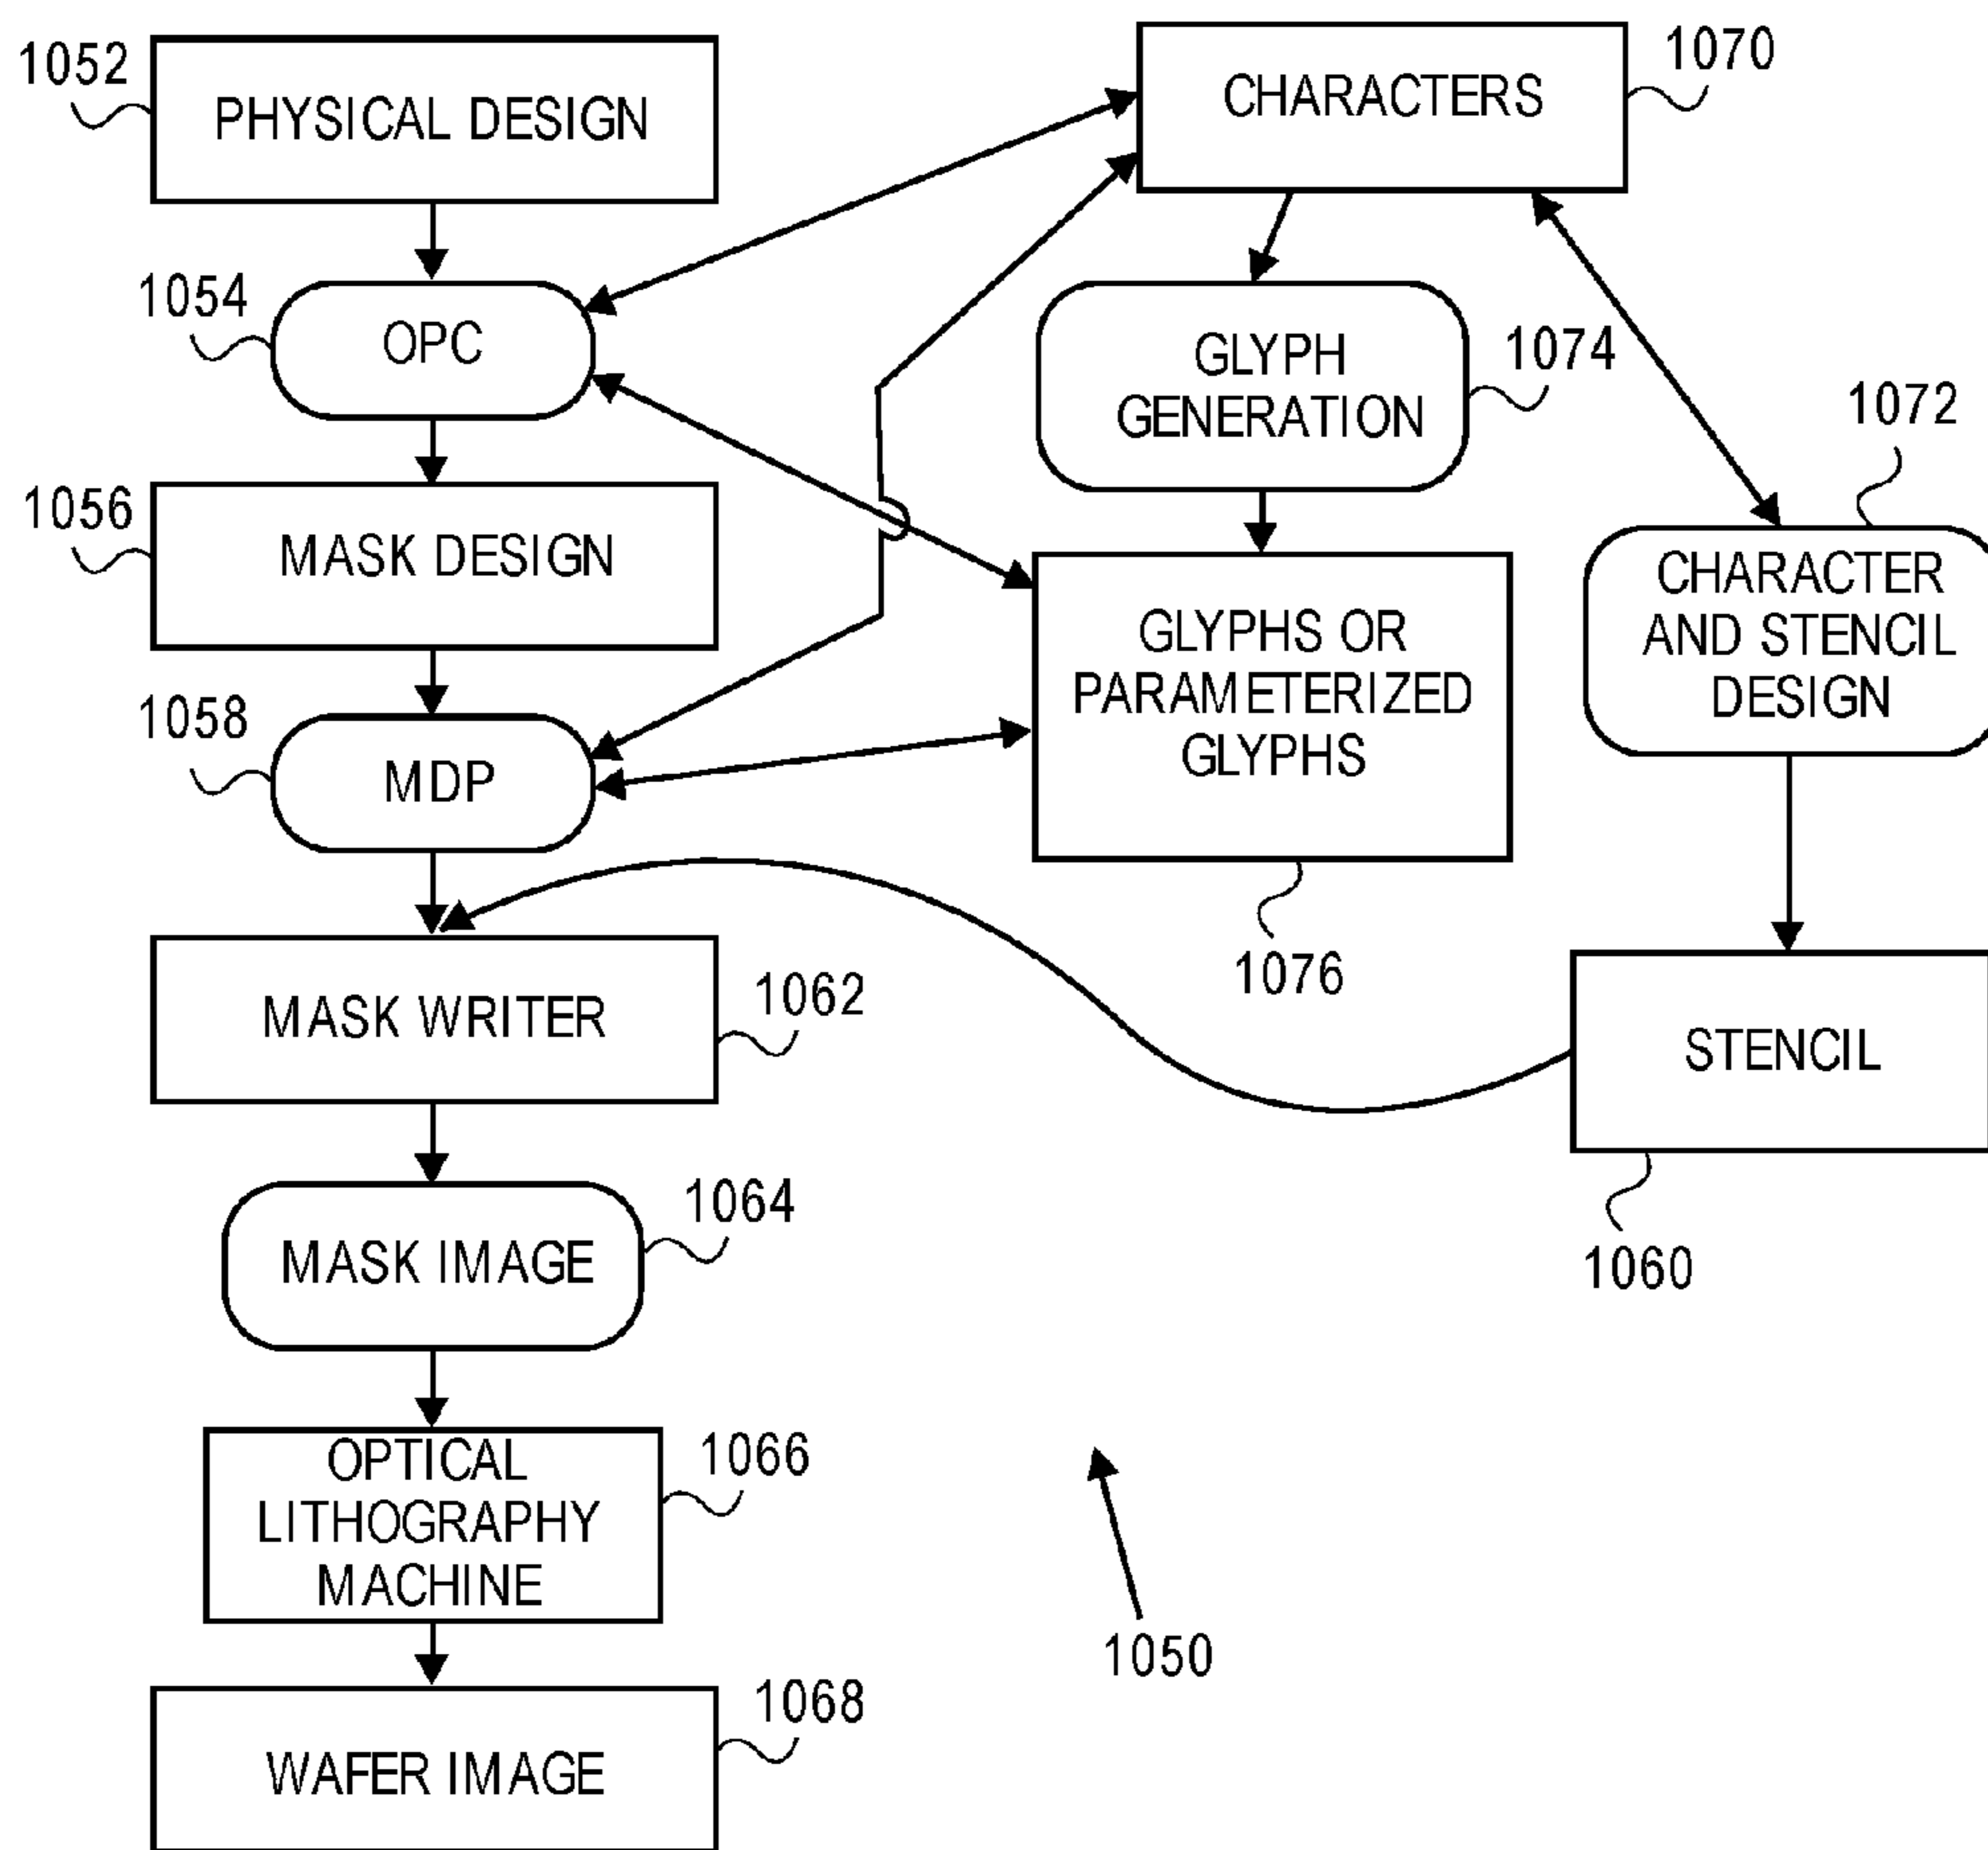 1052
PHYSICAL DESIGN
CHARACTERS
1070
1054
OPC
GLYPH
GENERATION
1074
1072
1056
MASK DESIGN
CHARACTER
AND STENCIL
DESIGN
GLYPHS OR
PARAMETERIZED
GLYPHS
1058
MDP
1076
MASK WRITER
1062
STENCIL
1060
MASK IMAGE
1064
OPTICAL
LITHOGRAPHY
MACHINE
1066
1050
WAFER IMAGE
1068